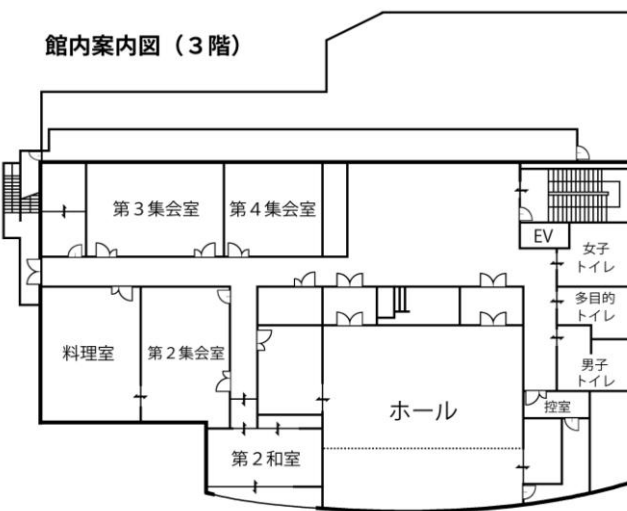 館内案内図（３階）
第３集会室
第４集会室
EV
女子
トイレ
多目的
トイレ
男子
トイレ
料理室
第２集会室
ホール
控室
第２和室